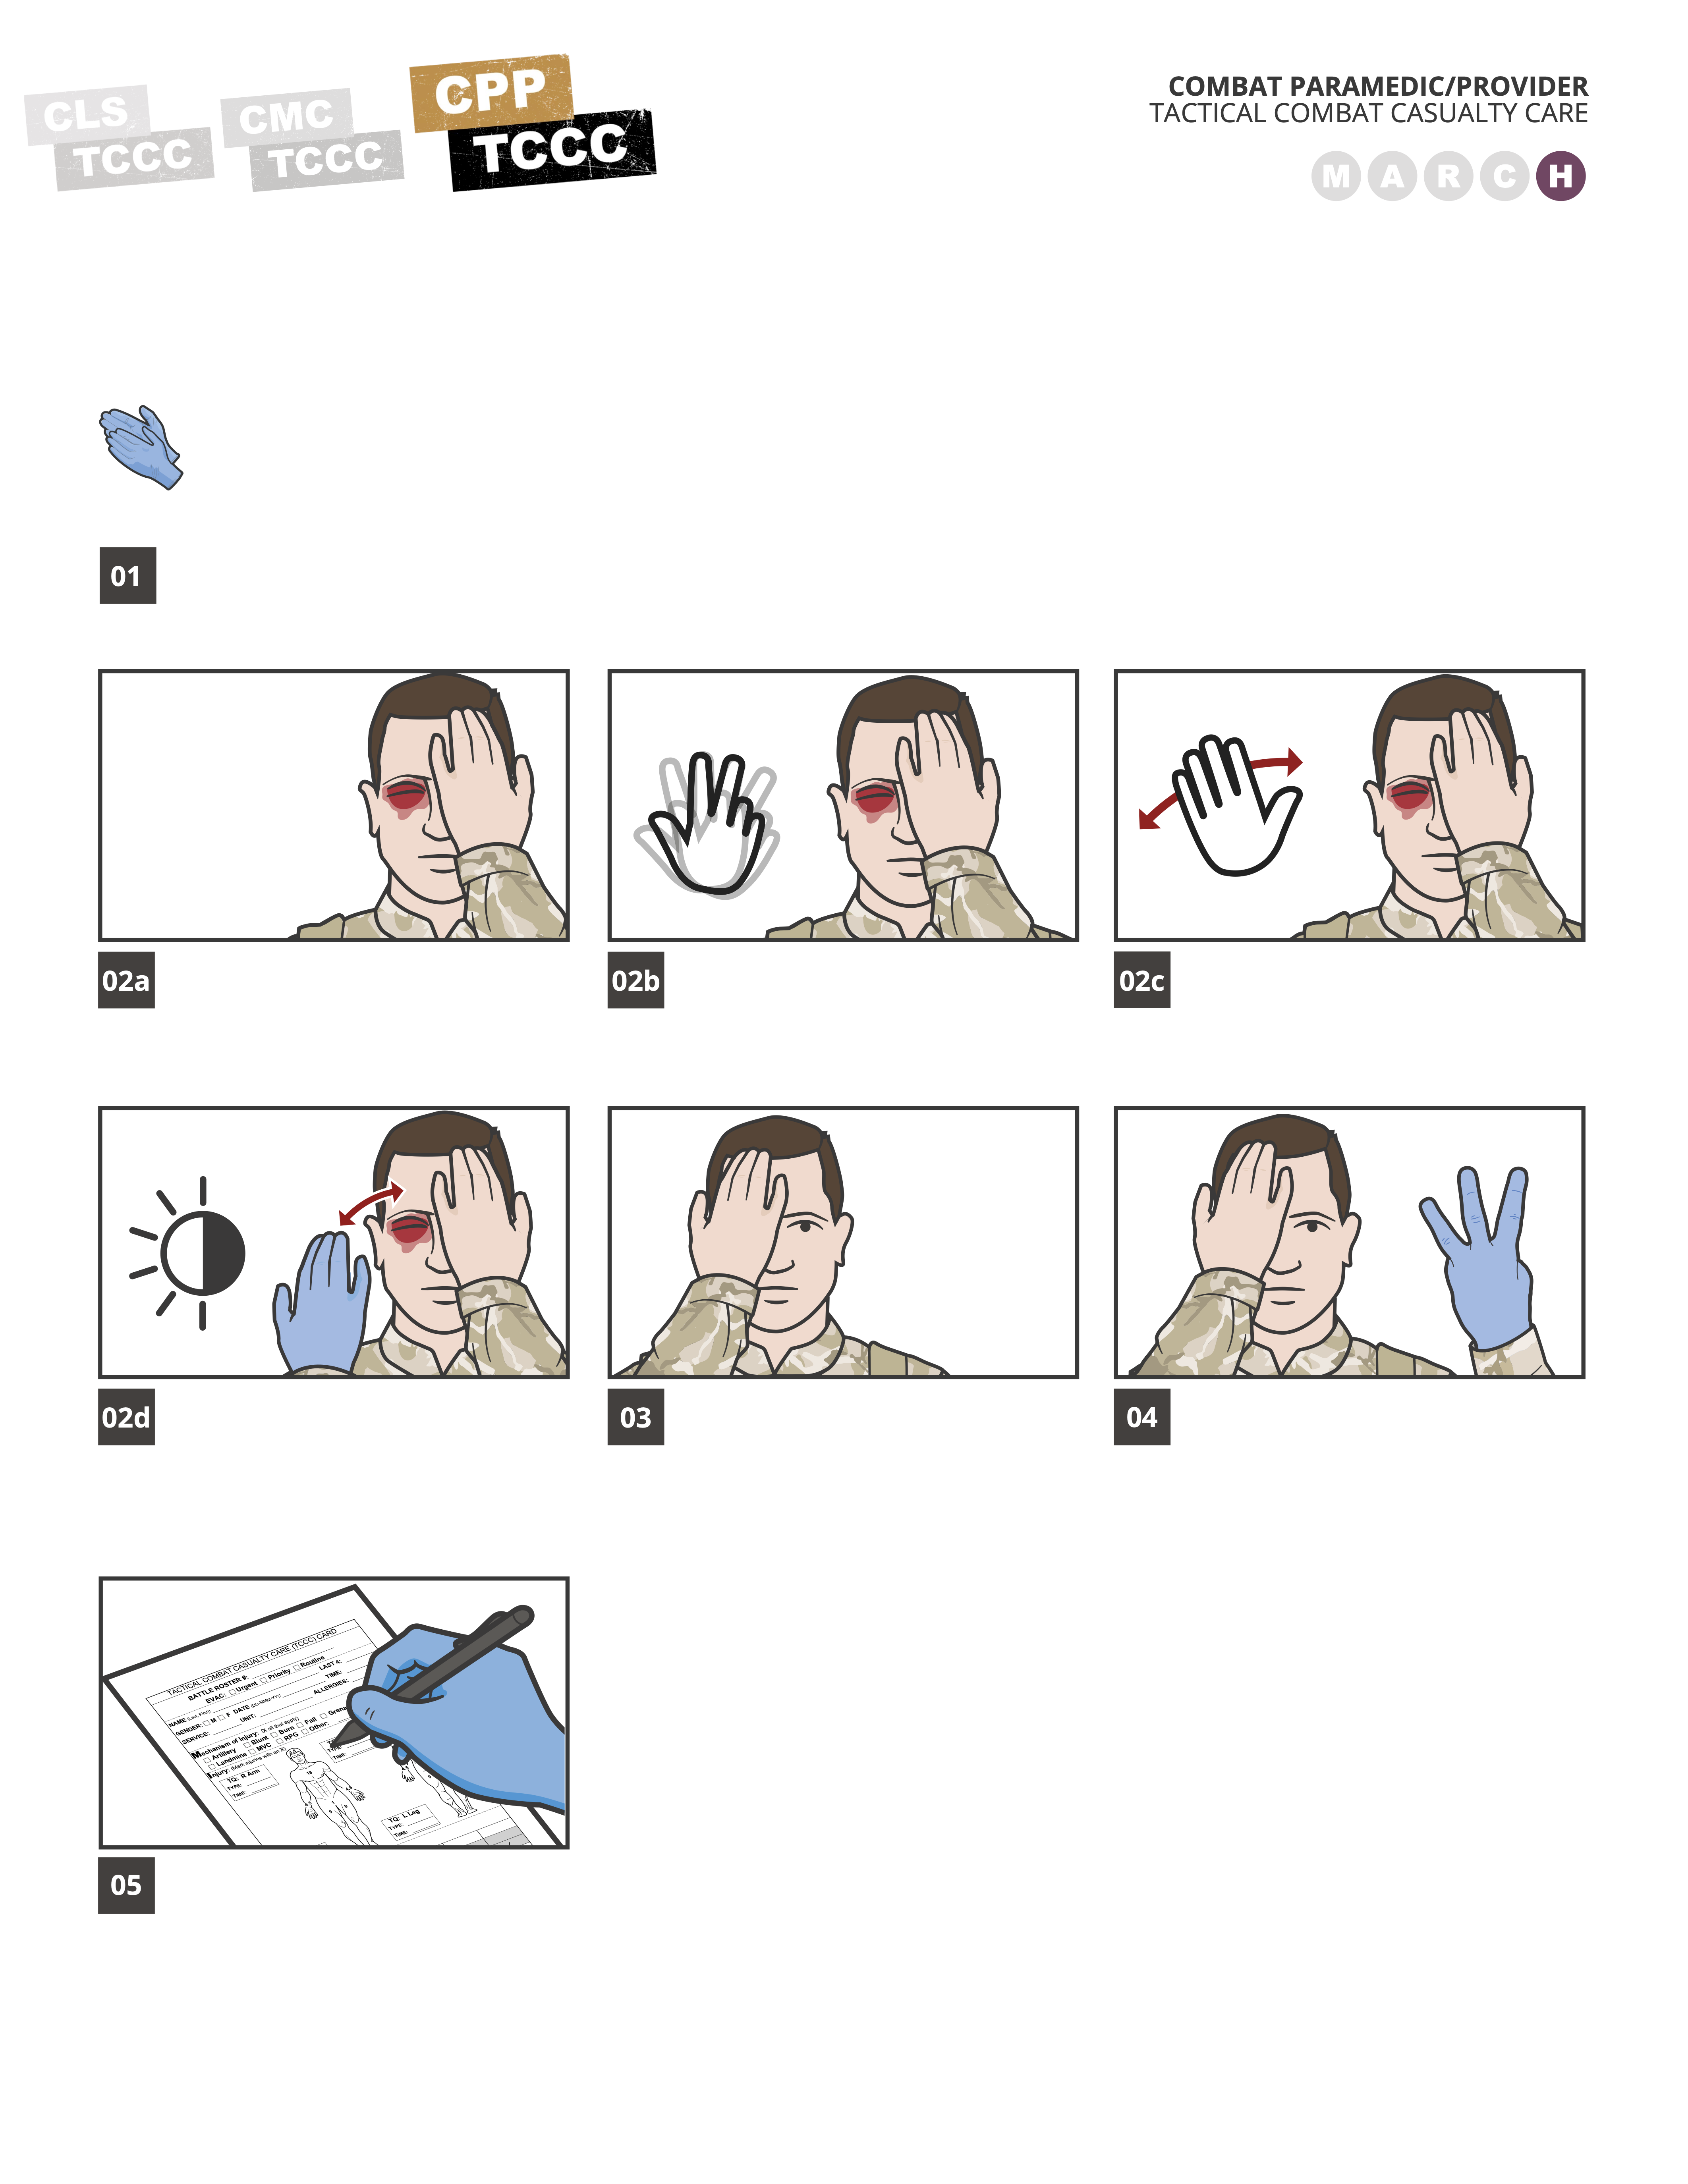 CLS
TCCC
CMC
TCCC
CPP
TCCC
COMBAT PARAMEDIC/PROVIDER
TACTICAL COMBAT CASUALTY CARE
M A R C H
01
02a
02b
02c
02d
03
04
TACTICAL COMBAT CASUALTY CARE (TCCC) CARD
BATTLE ROSTER #:
EVAC: Urgent Priority Routine
NAME (Last, First): LAST 4:
GENDER: M F DATE (DD-MMM-YY): TIME:
SERVICE: UNIT: ALLERGIES:
Mechanism of Injury: (X all that apply)
Artillery Blunt Burn Fall
Landmine MVC RPG Other:
Injury: (Mark injuries with an X)
TQ: R Arm
TYPE:
TIME:
TYPE:
TIME:
TQ: L Leg
TYPE:
TIME:
05